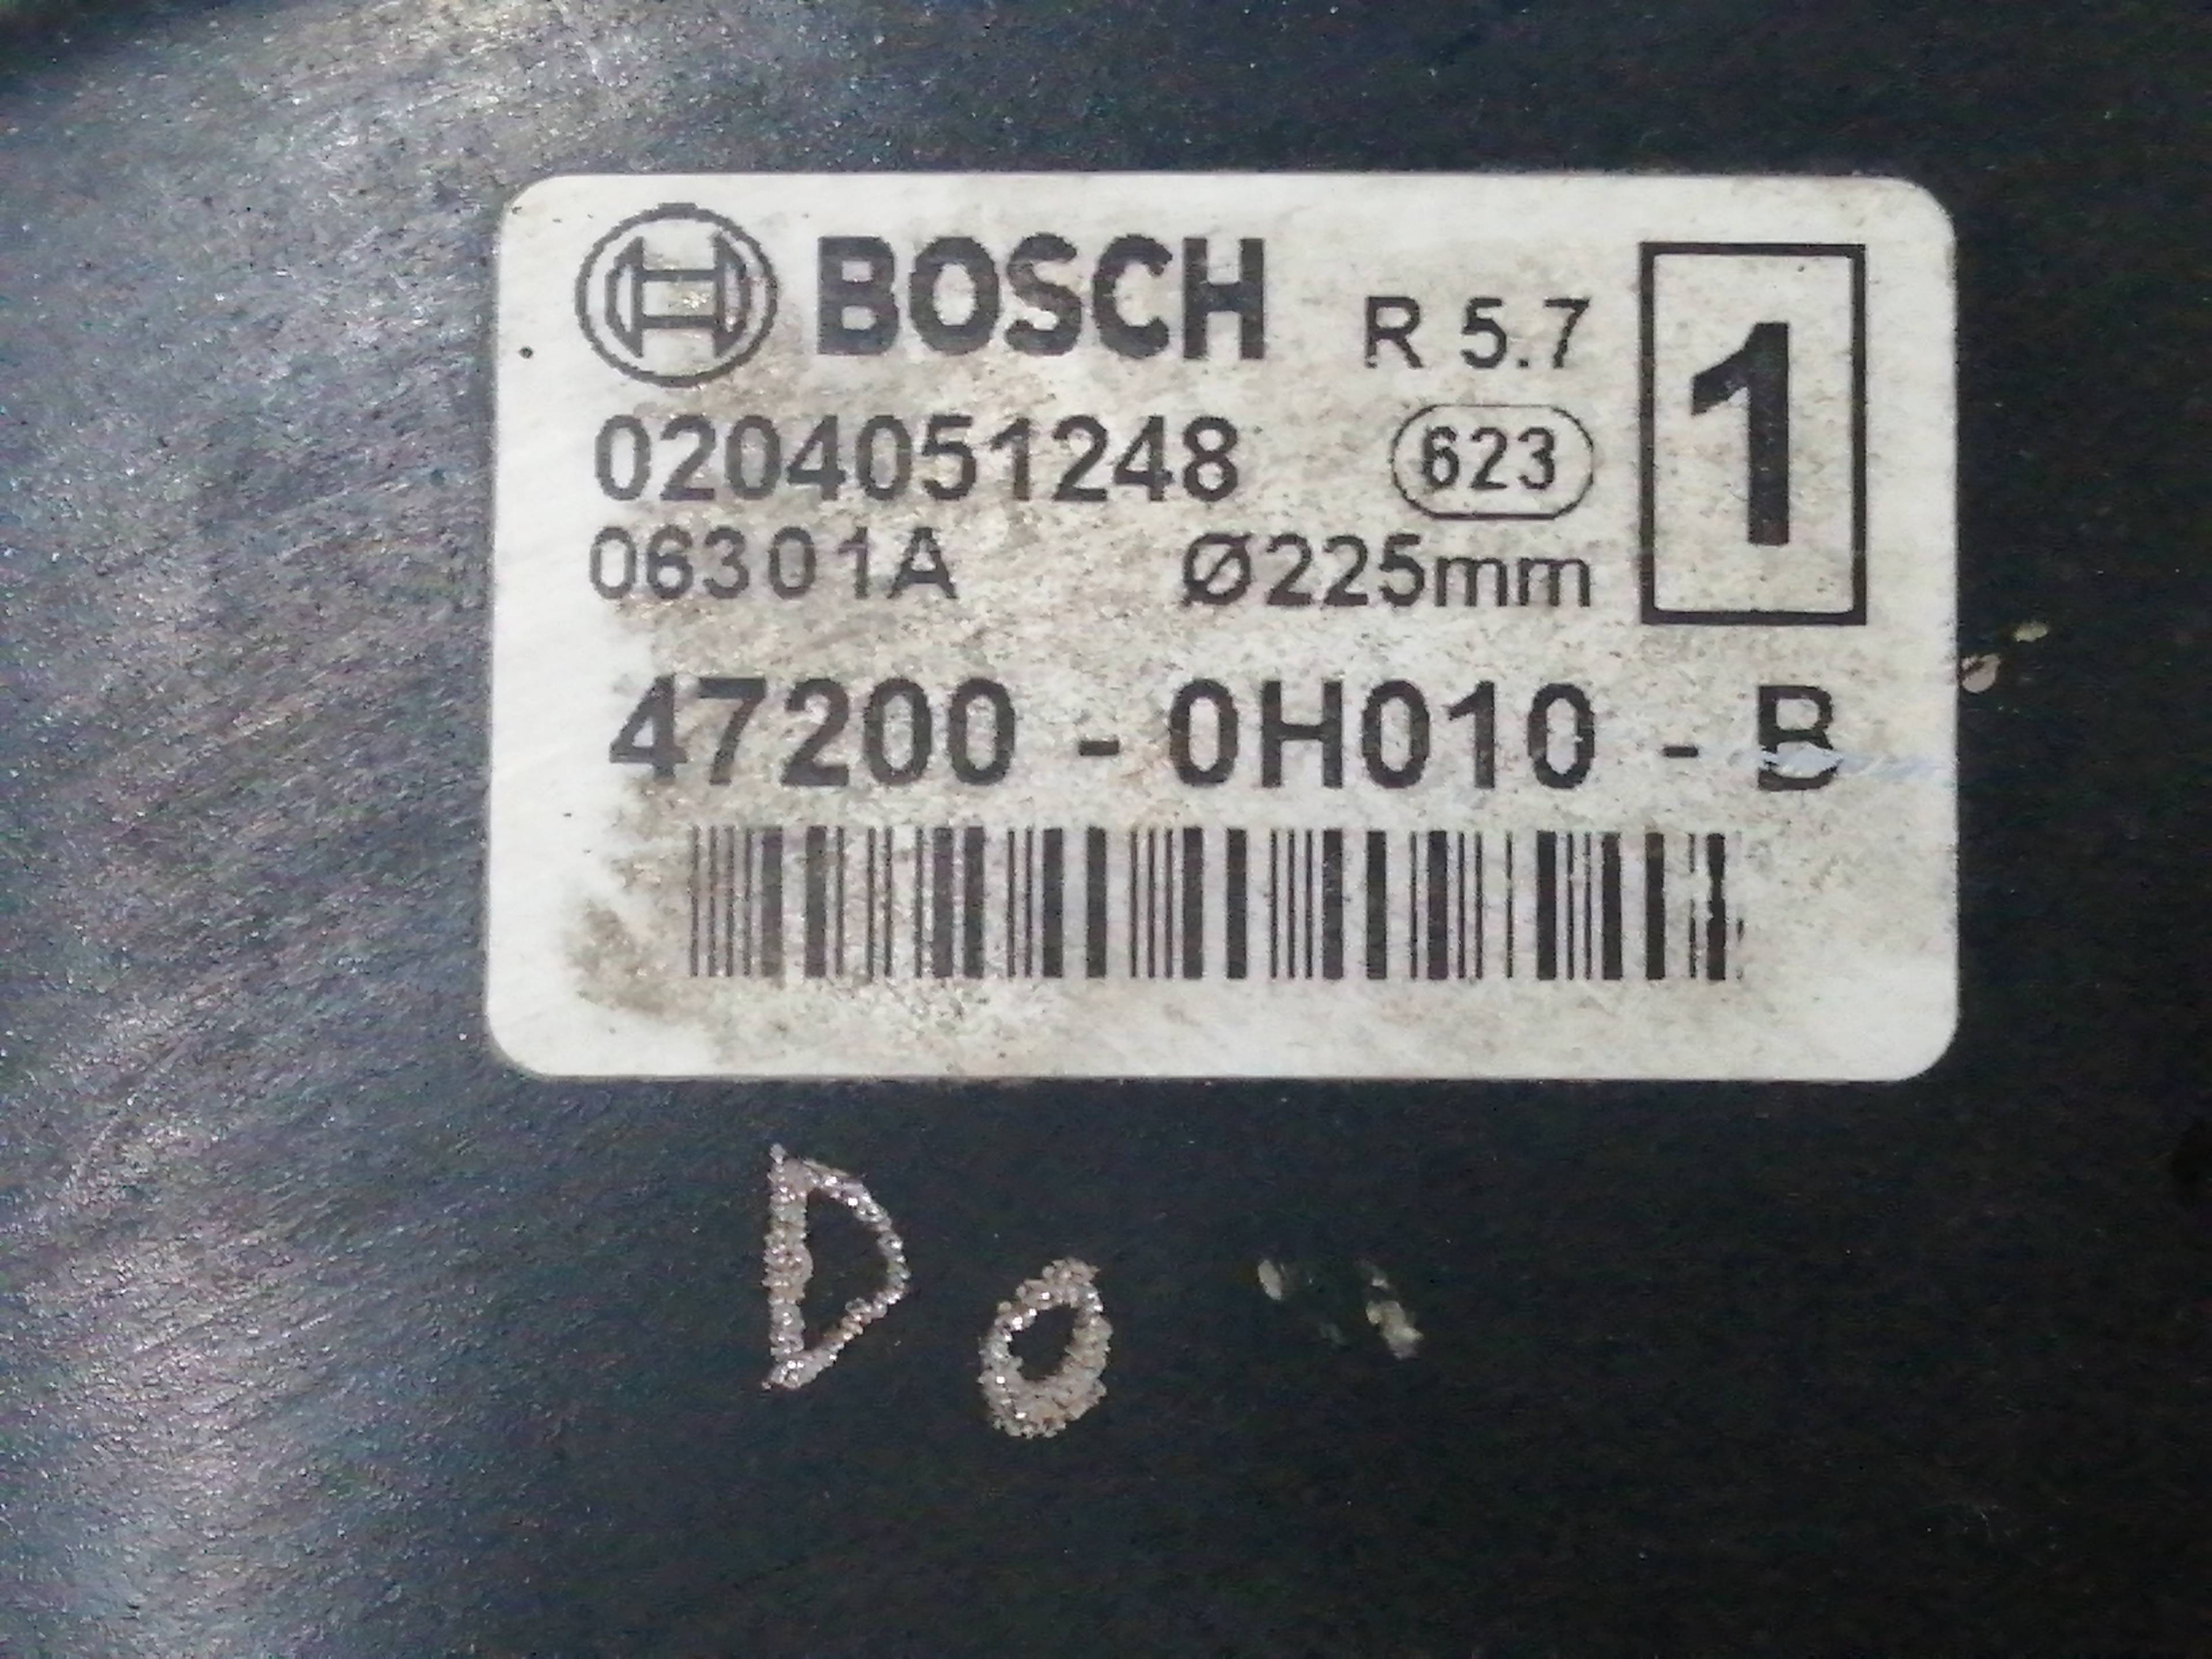 BOSCH R 5.7 1
0204051248 623
06301A Ø225mm
47200 - 0H010 - B
Do